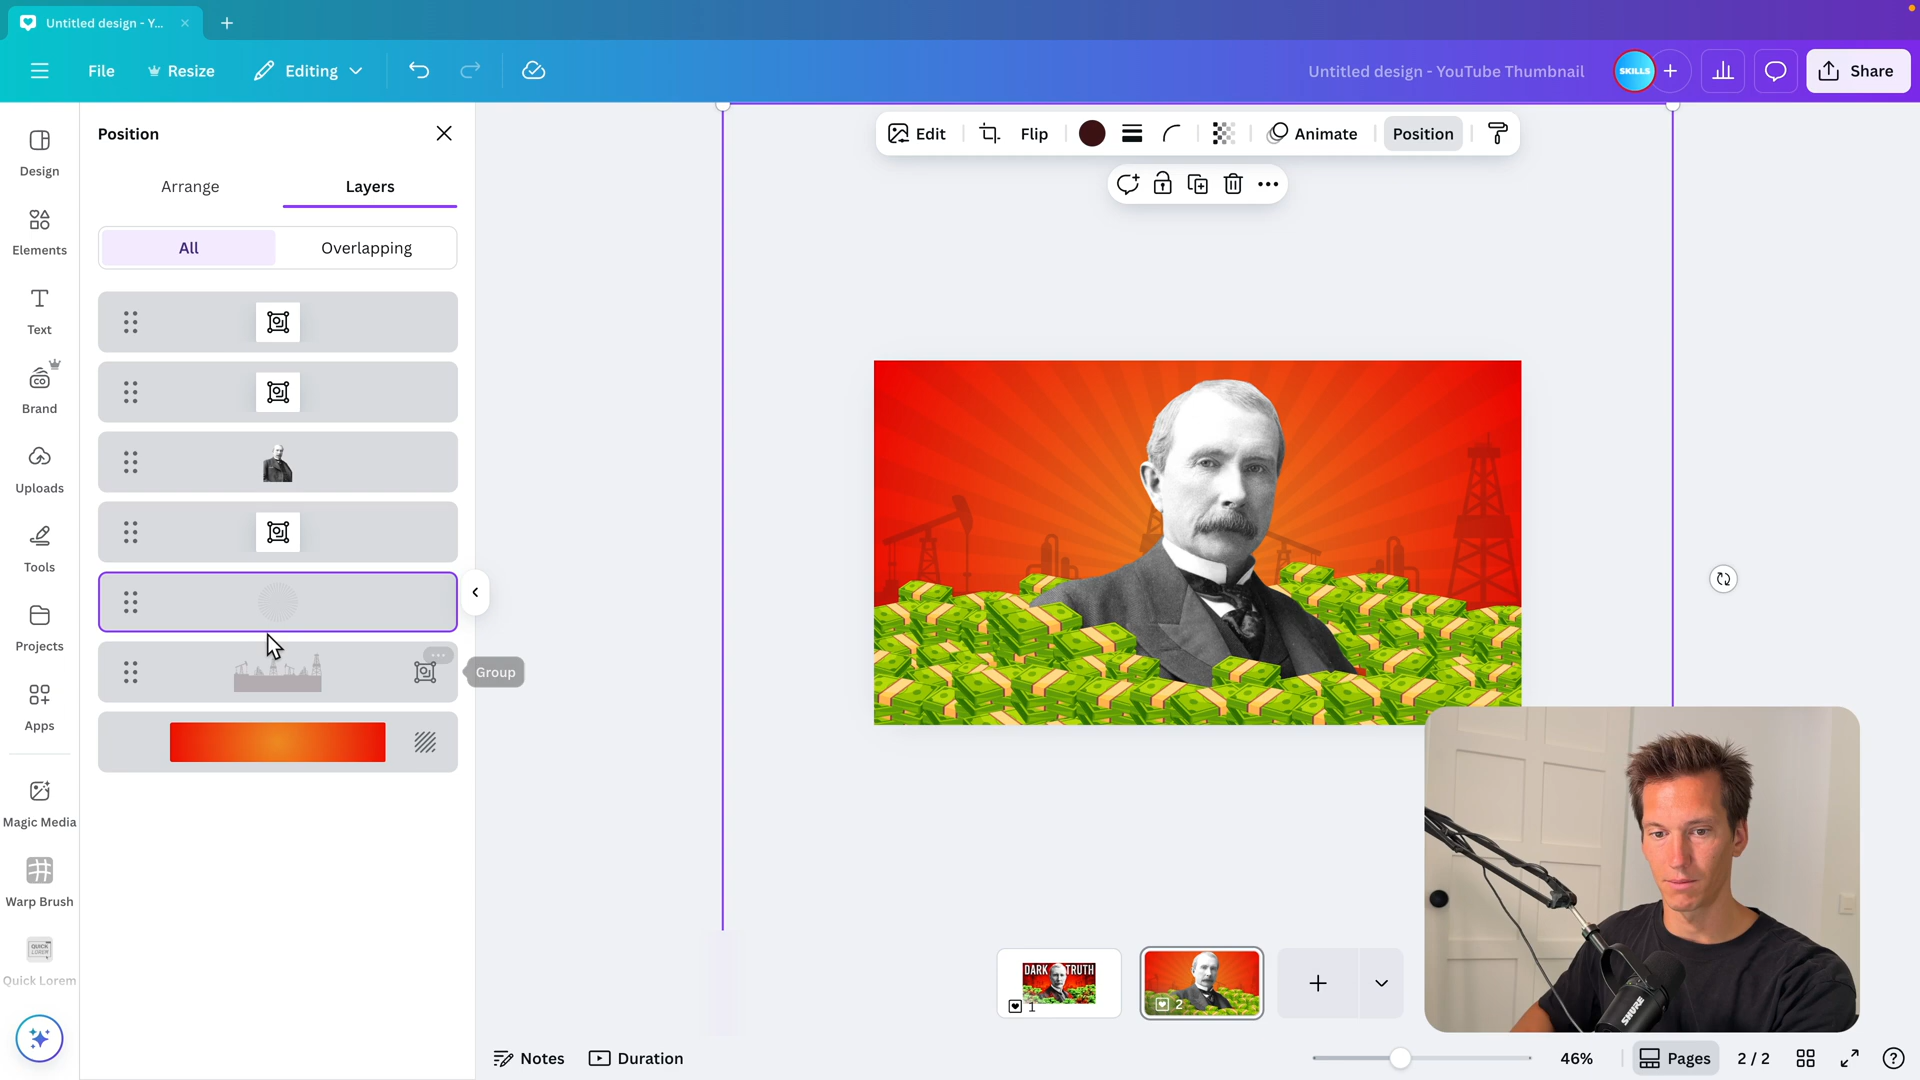 Untitled design - Y...
File
Resize
Editing
Untitled design - YouTube Thumbnail
SKILLS
Share
Design
Elements
Text
Brand
Uploads
Tools
Projects
Apps
Magic Media
Warp Brush
QUICK LOREM
Quick Lorem
Position
Arrange
Layers
All
Overlapping
Group
Edit
Flip
Animate
Position
DARK TRUTH
1
2
SHURE
Notes
Duration
46%
Pages
2 / 2